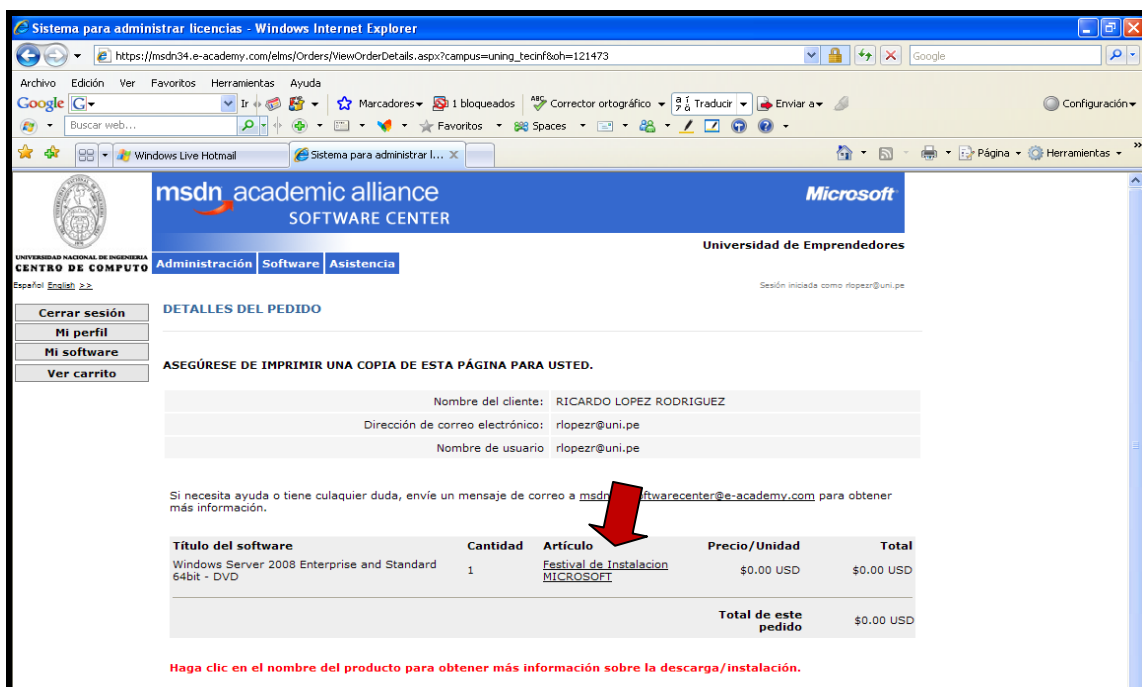 Sistema para administrar licencias - Windows Internet Explorer
https://msdn34.e-academy.com/elms/Orders/ViewOrderDetails.aspx?campus=uning_tecinf&oh=121473
Google
Archivo Edición Ver Favoritos Herramientas Ayuda
Google G Ir Marcadores 1 bloqueados ABC Corrector ortográfico Traducir Enviar a Configuración
Buscar web... Favoritos Spaces
Windows Live Hotmail Sistema para administrar l... Página Herramientas
msdn academic alliance
SOFTWARE CENTER
Microsoft
Universidad de Emprendedores
UNIVERSIDAD NACIONAL DE INGENIERIA
CENTRO DE COMPUTO
Administración Software Asistencia
Español English >>
Sesión iniciada como rlopezr@uni.pe
Cerrar sesión
Mi perfil
Mi software
Ver carrito
DETALLES DEL PEDIDO
ASEGÚRESE DE IMPRIMIR UNA COPIA DE ESTA PÁGINA PARA USTED.
Nombre del cliente: RICARDO LOPEZ RODRIGUEZ
Dirección de correo electrónico: rlopezr@uni.pe
Nombre de usuario rlopezr@uni.pe
Si necesita ayuda o tiene culaquier duda, envíe un mensaje de correo a @e-academy.com para obtener
más información.
Título del software Cantidad Artículo Precio/Unidad Total
Windows Server 2008 Enterprise and Standard
64bit - DVD 1 Festival de Instalacion
MICROSOFT $0.00 USD $0.00 USD
Total de este
pedido $0.00 USD
Haga clic en el nombre del producto para obtener más información sobre la descarga/instalación.